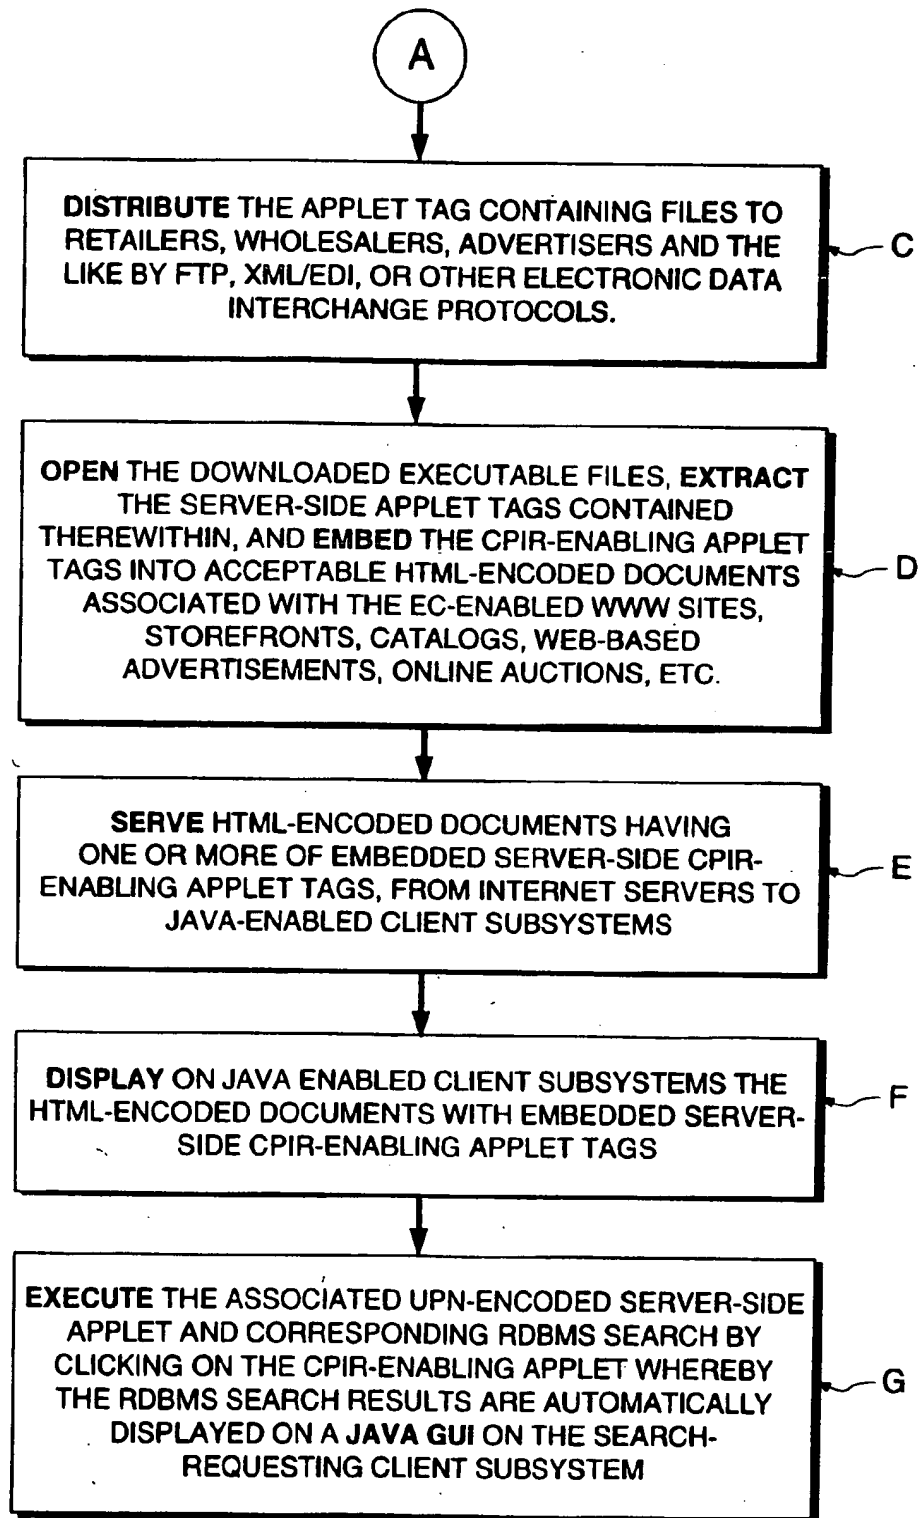 A
DISTRIBUTE THE APPLET TAG CONTAINING FILES TO
RETAILERS, WHOLESALERS, ADVERTISERS AND THE
LIKE BY FTP, XML/EDI, OR OTHER ELECTRONIC DATA
INTERCHANGE PROTOCOLS.
C
OPEN THE DOWNLOADED EXECUTABLE FILES, EXTRACT
THE SERVER-SIDE APPLET TAGS CONTAINED
THEREWITHIN, AND EMBED THE CPIR-ENABLING APPLET
TAGS INTO ACCEPTABLE HTML-ENCODED DOCUMENTS
ASSOCIATED WITH THE EC-ENABLED WWW SITES,
STOREFRONTS, CATALOGS, WEB-BASED
ADVERTISEMENTS, ONLINE AUCTIONS, ETC.
D
SERVE HTML-ENCODED DOCUMENTS HAVING
ONE OR MORE OF EMBEDDED SERVER-SIDE CPIR-
ENABLING APPLET TAGS, FROM INTERNET SERVERS TO
JAVA-ENABLED CLIENT SUBSYSTEMS
E
DISPLAY ON JAVA ENABLED CLIENT SUBSYSTEMS THE
HTML-ENCODED DOCUMENTS WITH EMBEDDED SERVER-
SIDE CPIR-ENABLING APPLET TAGS
F
EXECUTE THE ASSOCIATED UPN-ENCODED SERVER-SIDE
APPLET AND CORRESPONDING RDBMS SEARCH BY
CLICKING ON THE CPIR-ENABLING APPLET WHEREBY
THE RDBMS SEARCH RESULTS ARE AUTOMATICALLY
DISPLAYED ON A JAVA GUI ON THE SEARCH-
REQUESTING CLIENT SUBSYSTEM
G